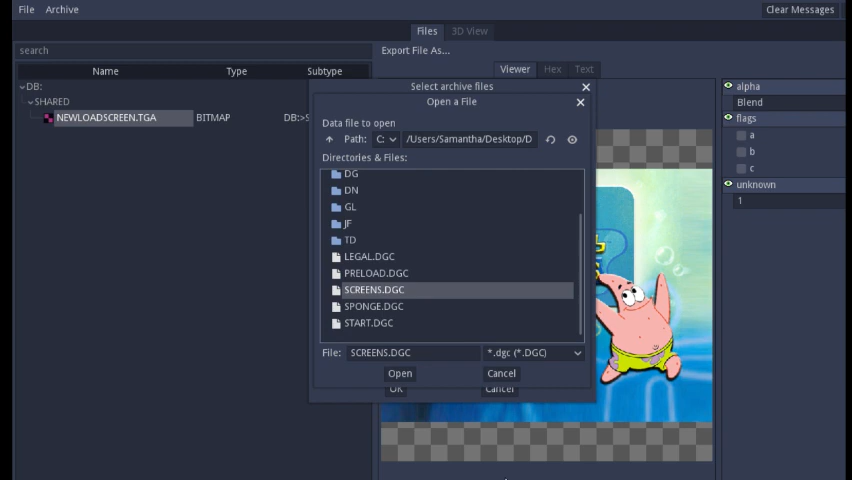 File Archive Clear Messages
Files 3D View
search Export File As...
Name Type Subtype Viewer Hex Text
DB:
SHARED
NEWLOADSCREEN.TGA BITMAP DB:>S
Select archive files
Open a File
Data file to open
Path: C: /Users/Samantha/Desktop/D
Directories & Files:
DG
DN
GL
JF
TD
LEGAL.DGC
PRELOAD.DGC
SCREENS.DGC
SPONGE.DGC
START.DGC
File: SCREENS.DGC *.dgc (*.DGC)
Open Cancel
OK Cancel
alpha
Blend
flags
a
b
c
unknown
1